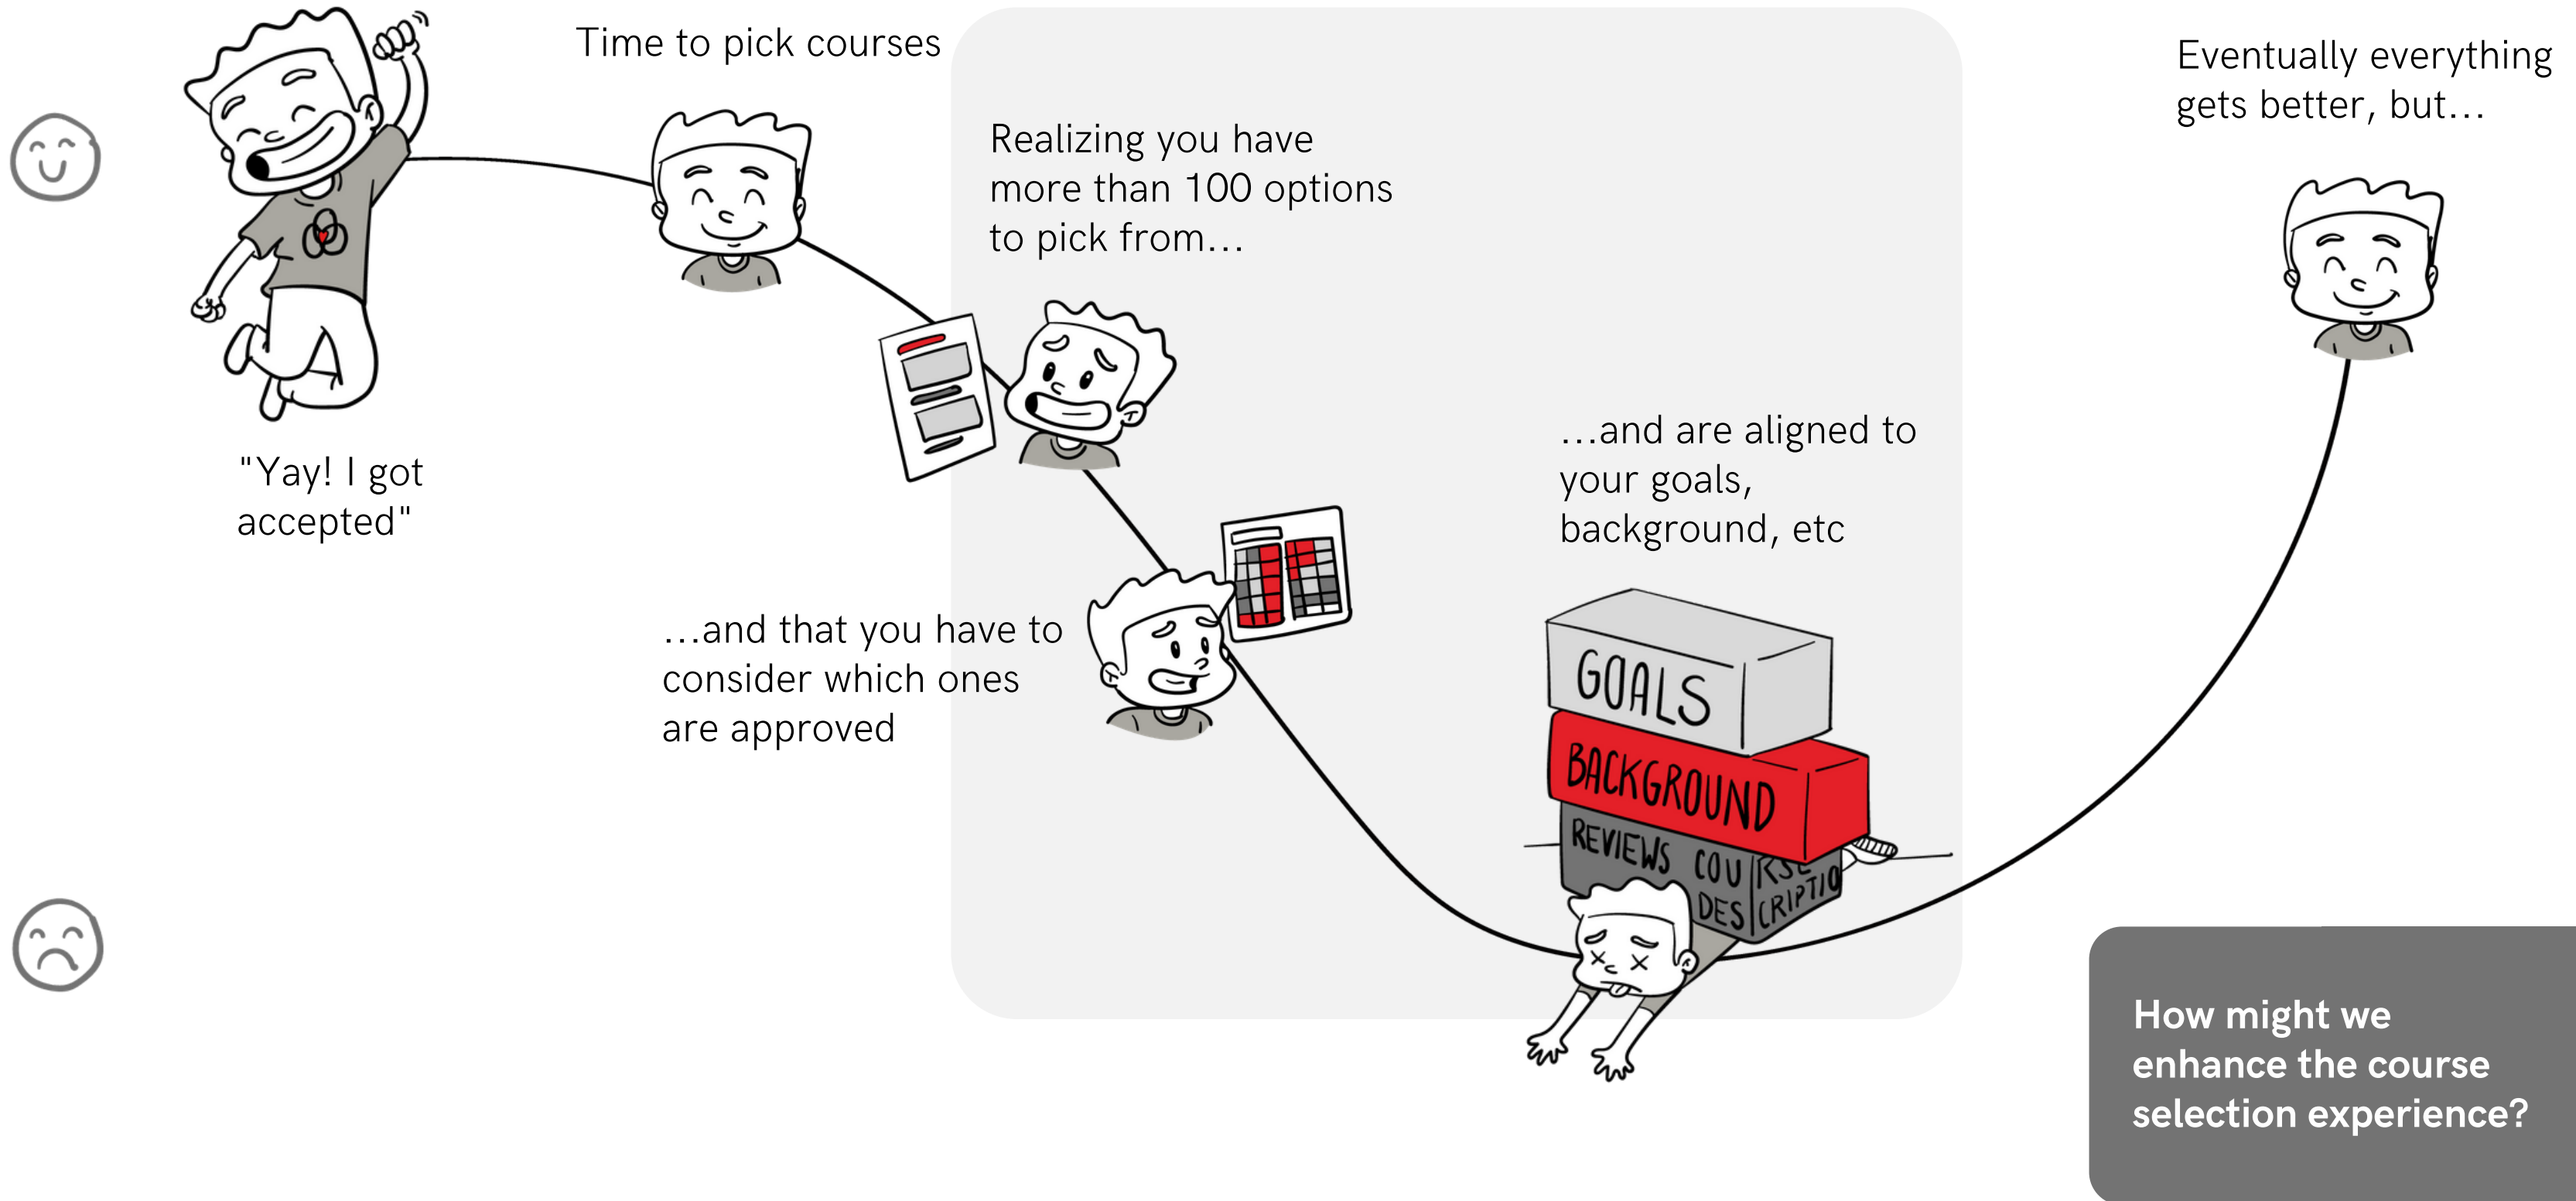 Time to pick courses
Eventually everything
gets better, but...
Realizing you have
more than 100 options
to pick from...
"Yay! I got
accepted"
...and that you have to
consider which ones
are approved
...and are aligned to
your goals,
background, etc
GOALS
BACKGROUND
REVIEWS COURSE
DESCRIPTIO
How might we
enhance the course
selection experience?